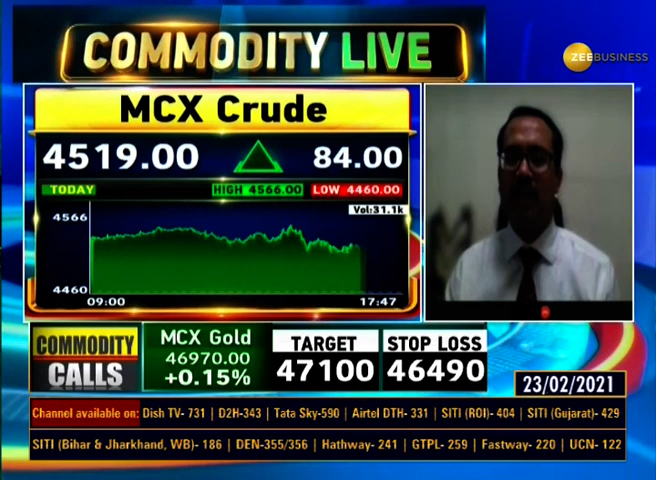 COMMODITY LIVE
ZEE BUSINESS
MCX Crude
4519.00 84.00
TODAY HIGH 4566.00 LOW 4460.00
Vol:31.1k
4566
4460
09:00 17:47
COMMODITY CALLS
MCX Gold
46970.00
+0.15%
TARGET
47100
STOP LOSS
46490
23/02/2021
Channel available on: Dish TV- 731 | D2H-343 | Tata Sky-590 | Airtel DTH- 331 | SITI (ROI)- 404 | SITI (Gujarat)- 429
SITI (Bihar & Jharkhand, WB)- 186 | DEN-355/356 | Hathway- 241 | GTPL- 259 | Fastway- 220 | UCN- 122